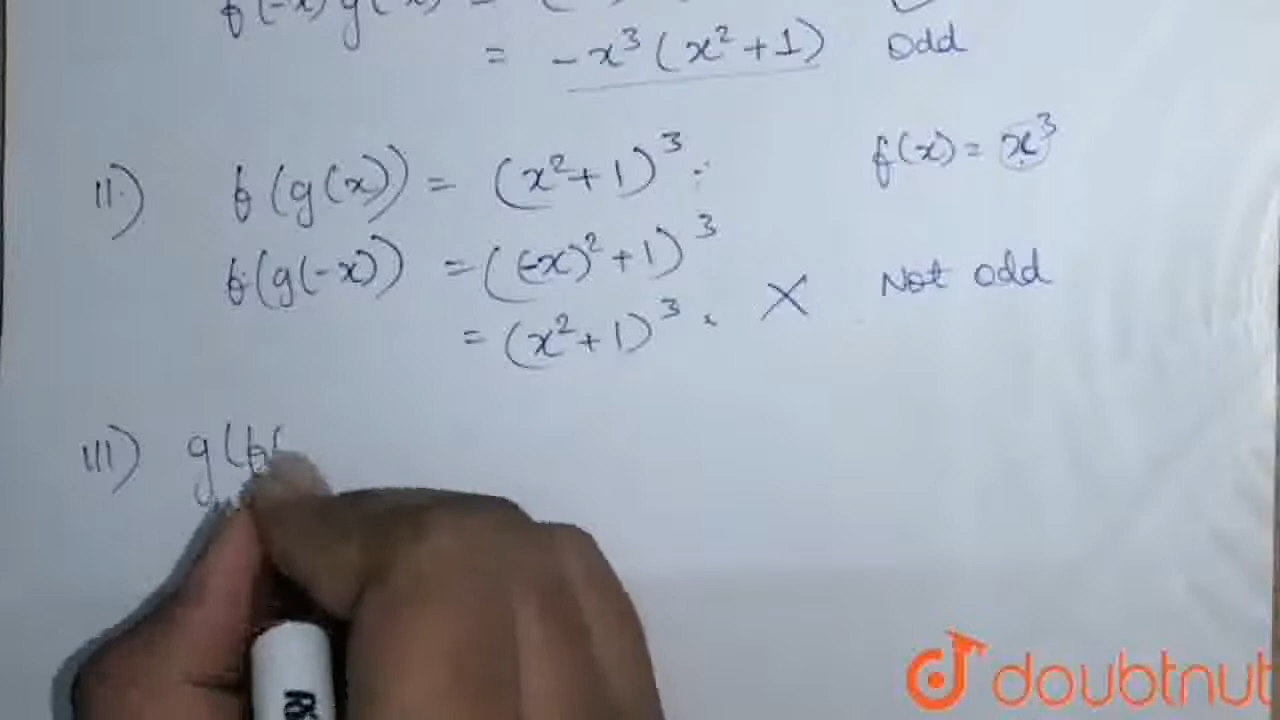 = -x³ (x²+1) odd
II) f(g(x)) = (x²+1)³. f(x) = x³
f(g(-x)) = ((-x)²+1)³
= (x²+1)³. X Not odd
III) g(f(
doubtnut